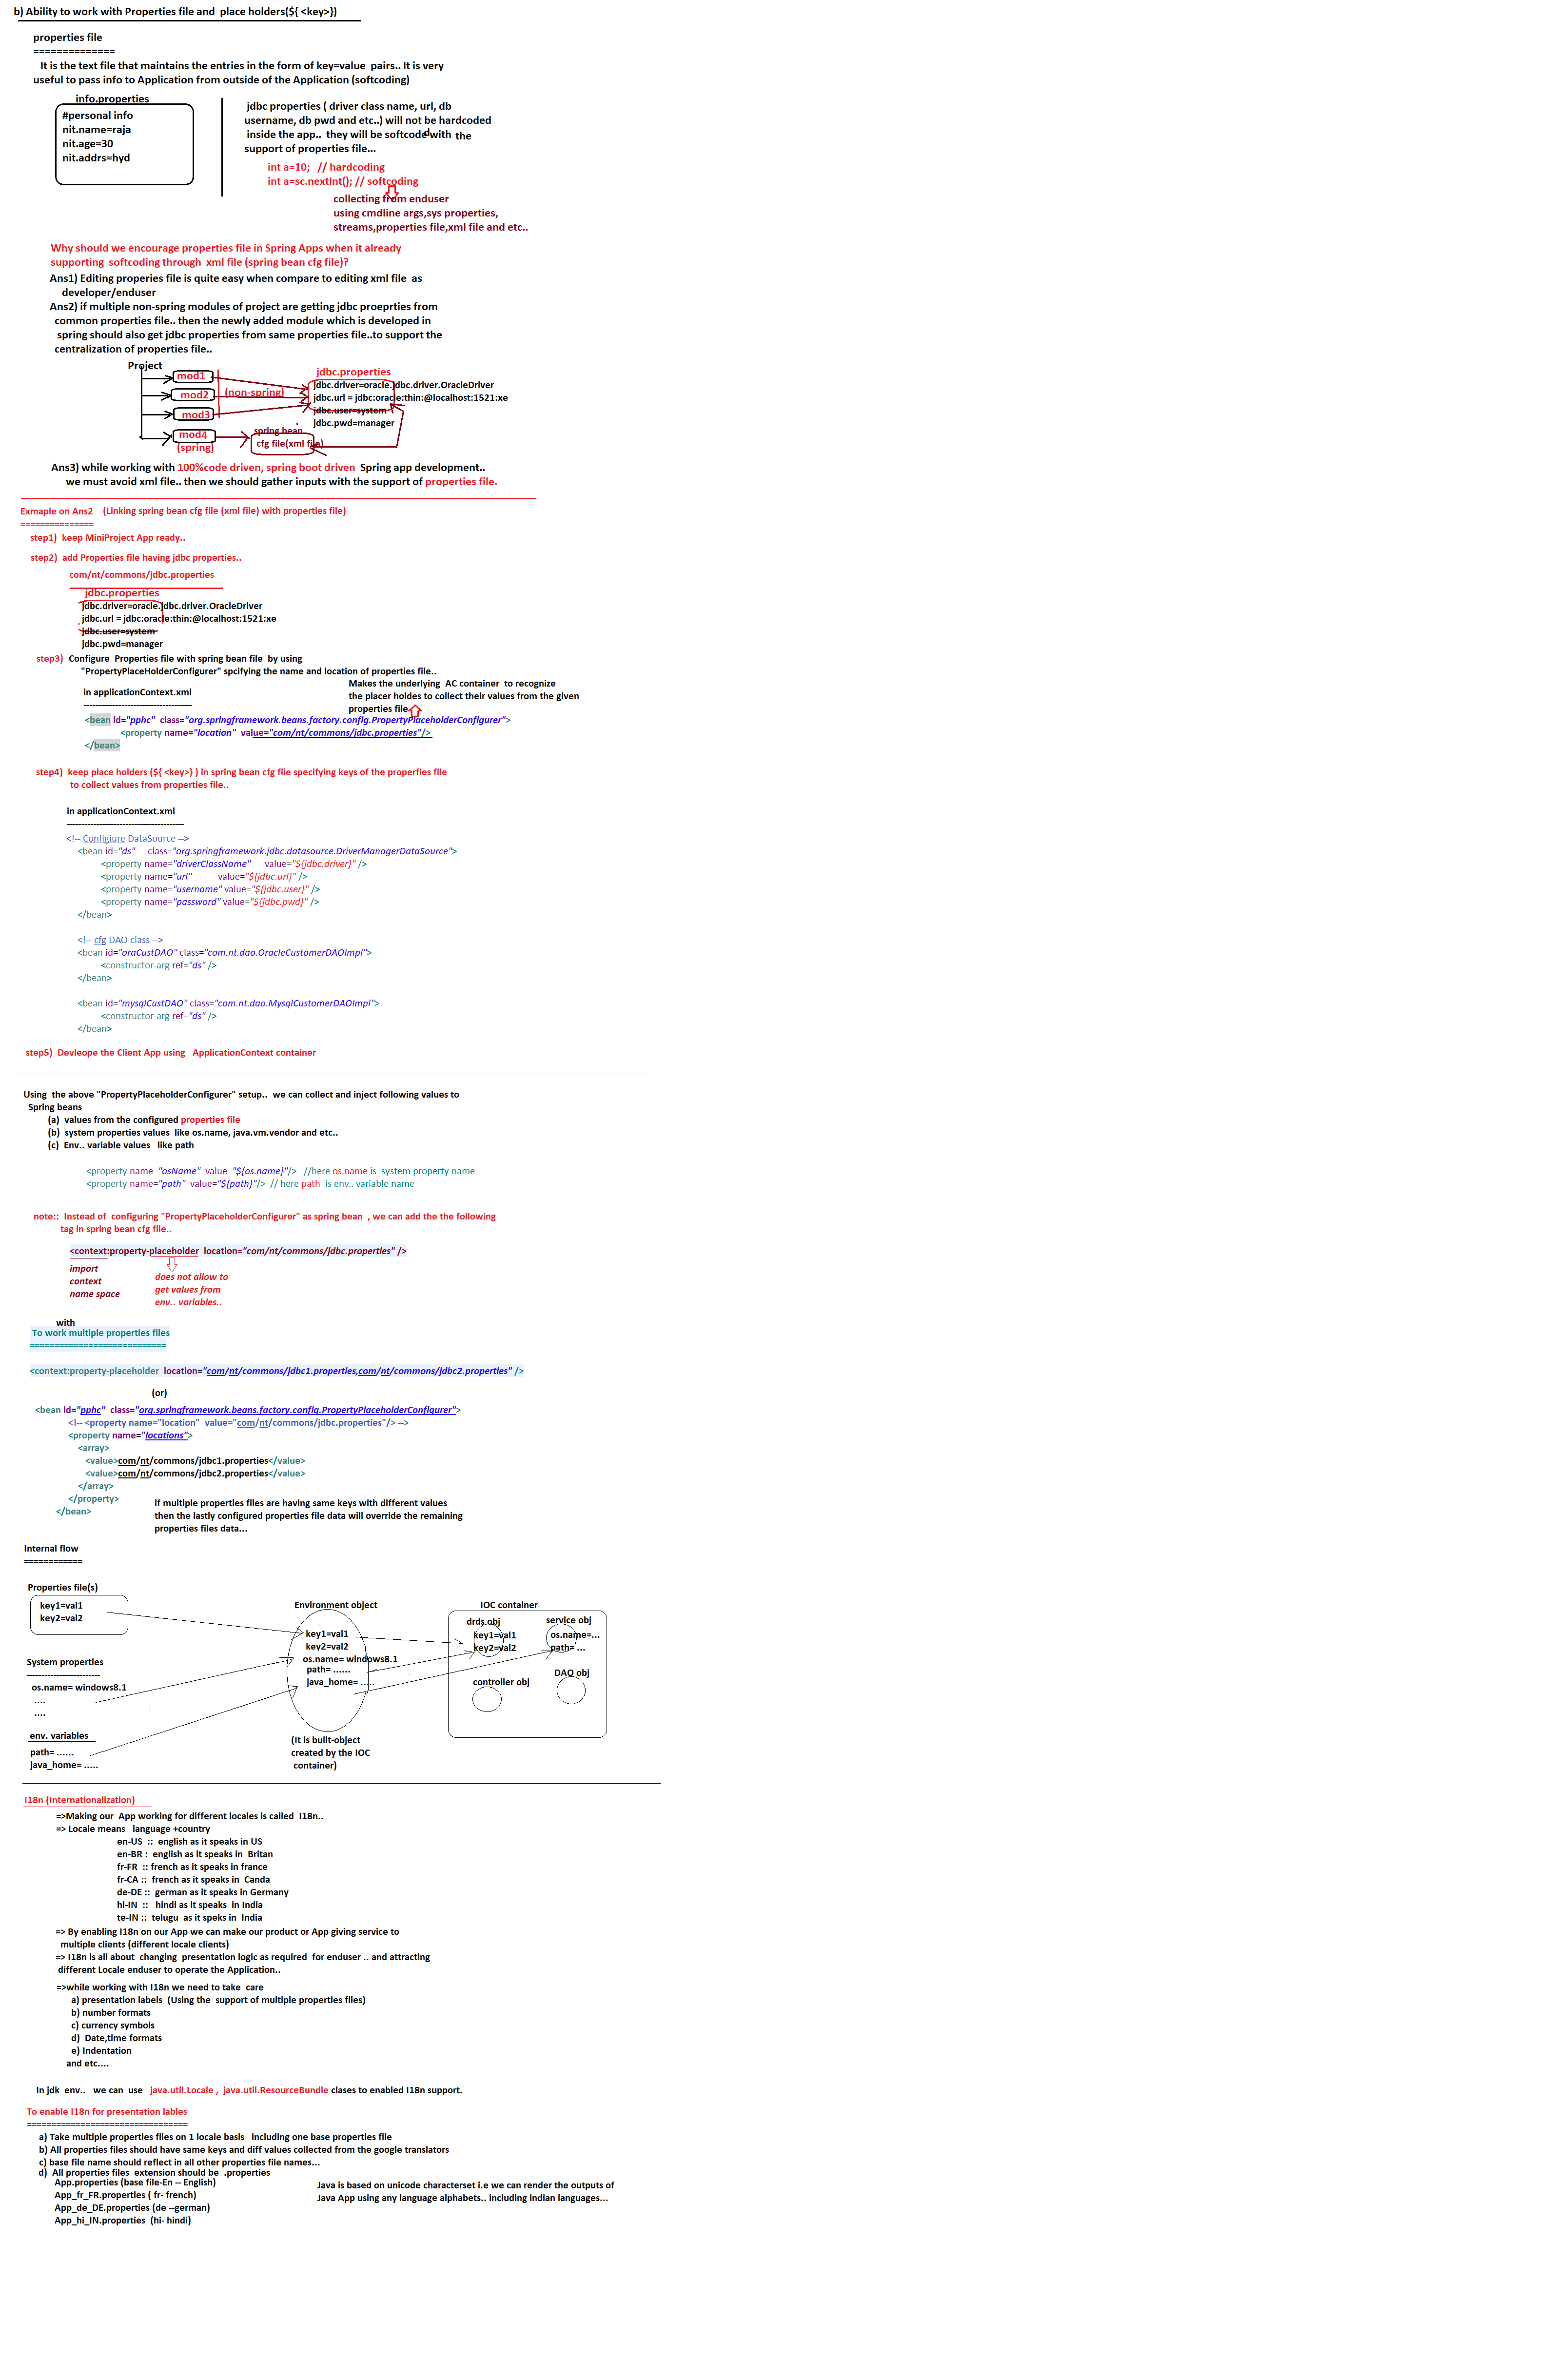 b) Ability to work with Properties file and place holders(${ <key>})
properties file
==============
It is the text file that maintains the entries in the form of key=value pairs.. It is very
useful to pass info to Application from outside of the Application (softcoding)
info.properties
#personal info
nit.name=raja
nit.age=30
nit.addrs=hyd
jdbc properties ( driver class name, url, db
username, db pwd and etc..) will not be hardcoded
inside the app.. they will be softcoded with the
support of properties file...
int a=10; // hardcoding
int a=sc.nextInt(); // softcoding
collecting from enduser
using cmdline args,sys properties,
streams,properties file,xml file and etc..
Why should we encourage properties file in Spring Apps when it already
supporting softcoding through xml file (spring bean cfg file)?
Ans1) Editing properies file is quite easy when compare to editing xml file as
developer/enduser
Ans2) if multiple non-spring modules of project are getting jdbc proeprties from
common properties file.. then the newly added module which is developed in
spring should also get jdbc properties from same properties file..to support the
centralization of properties file..
Project
mod1
mod2
mod3
mod4
(spring)
(non-spring)
spring bean
cfg file(xml file)
jdbc.properties
jdbc.driver=oracle.jdbc.driver.OracleDriver
jdbc.url = jdbc:oracle:thin:@localhost:1521:xe
jdbc.user=system
jdbc.pwd=manager
Ans3) while working with 100%code driven, spring boot driven Spring app development..
we must avoid xml file.. then we should gather inputs with the support of properties file.
Exmaple on Ans2 (Linking spring bean cfg file (xml file) with properties file)
===============
step1) keep MiniProject App ready..
step2) add Properties file having jdbc properties..
com/nt/commons/jdbc.properties
jdbc.properties
jdbc.driver=oracle.jdbc.driver.OracleDriver
jdbc.url = jdbc:oracle:thin:@localhost:1521:xe
jdbc.user=system
jdbc.pwd=manager
step3) Configure Properties file with spring bean file by using
"PropertyPlaceHolderConfigurer" spcifying the name and location of properties file..
Makes the underlying AC container to recognize
the placer holdes to collect their values from the given
properties file
in applicationContext.xml
------------------------------------
<bean id="pphc" class="org.springframework.beans.factory.config.PropertyPlaceholderConfigurer">
<property name="location" value="com/nt/commons/jdbc.properties"/>
</bean>
step4) keep place holders (${ <key>} ) in spring bean cfg file specifying keys of the properfies file
to collect values from properties file..
in applicationContext.xml
---------------------------------------
<!-- Configiure DataSource -->
<bean id="ds" class="org.springframework.jdbc.datasource.DriverManagerDataSource">
<property name="driverClassName" value="${jdbc.driver}" />
<property name="url" value="${jdbc.url}" />
<property name="username" value="${jdbc.user}" />
<property name="password" value="${jdbc.pwd}" />
</bean>
<!-- cfg DAO class -->
<bean id="oraCustDAO" class="com.nt.dao.OracleCustomerDAOImpl">
<constructor-arg ref="ds" />
</bean>
<bean id="mysqlCustDAO" class="com.nt.dao.MysqlCustomerDAOImpl">
<constructor-arg ref="ds" />
</bean>
step5) Devleope the Client App using ApplicationContext container
Using the above "PropertyPlaceholderConfigurer" setup.. we can collect and inject following values to
Spring beans
(a) values from the configured properties file
(b) system properties values like os.name, java.vm.vendor and etc..
(c) Env.. variable values like path
<property name="osName" value="${os.name}"/> //here os.name is system property name
<property name="path" value="${path}"/> // here path is env.. variable name
note:: Instead of configuring "PropertyPlaceholderConfigurer" as spring bean , we can add the the following
tag in spring bean cfg file..
<context:property-placeholder location="com/nt/commons/jdbc.properties" />
import
context
name space
does not allow to
get values from
env.. variables..
with
To work multiple properties files
============================
<context:property-placeholder location="com/nt/commons/jdbc1.properties,com/nt/commons/jdbc2.properties" />
(or)
<bean id="pphc" class="org.springframework.beans.factory.config.PropertyPlaceholderConfigurer">
<!-- <property name="location" value="com/nt/commons/jdbc.properties"/> -->
<property name="locations">
<array>
<value>com/nt/commons/jdbc1.properties</value>
<value>com/nt/commons/jdbc2.properties</value>
</array>
</property>
</bean>
if multiple properties files are having same keys with different values
then the lastly configured properties file data will override the remaining
properties files data...
Internal flow
============
Properties file(s)
key1=val1
key2=val2
System properties
------------------------
os.name= windows8.1
....
....
env. variables
path= ......
java_home= .....
Environment object
key1=val1
key2=val2
os.name= windows8.1
path= ......
java_home= .....
(It is built-object
created by the IOC
container)
IOC container
drds obj
key1=val1
key2=val2
service obj
os.name=...
path= ...
controller obj
DAO obj
I18n (Internationalization)
=>Making our App working for different locales is called I18n..
=> Locale means language +country
en-US :: english as it speaks in US
en-BR : english as it speaks in Britan
fr-FR :: french as it speaks in france
fr-CA :: french as it speaks in Canda
de-DE :: german as it speaks in Germany
hi-IN :: hindi as it speaks in India
te-IN :: telugu as it speks in India
=> By enabling I18n on our App we can make our product or App giving service to
multiple clients (different locale clients)
=> I18n is all about changing presentation logic as required for enduser .. and attracting
different Locale enduser to operate the Application..
=>while working with I18n we need to take care
a) presentation labels (Using the support of multiple properties files)
b) number formats
c) currency symbols
d) Date,time formats
e) Indentation
and etc....
In jdk env.. we can use java.util.Locale , java.util.ResourceBundle clases to enabled I18n support.
To enable I18n for presentation lables
=================================
a) Take multiple properties files on 1 locale basis including one base properties file
b) All properties files should have same keys and diff values collected from the google translators
c) base file name should reflect in all other properties file names...
d) All properties files extension should be .properties
App.properties (base file-En -- English)
App_fr_FR.properties ( fr- french)
App_de_DE.properties (de --german)
App_hi_IN.properties (hi- hindi)
Java is based on unicode characterset i.e we can render the outputs of
Java App using any language alphabets.. including indian languages...